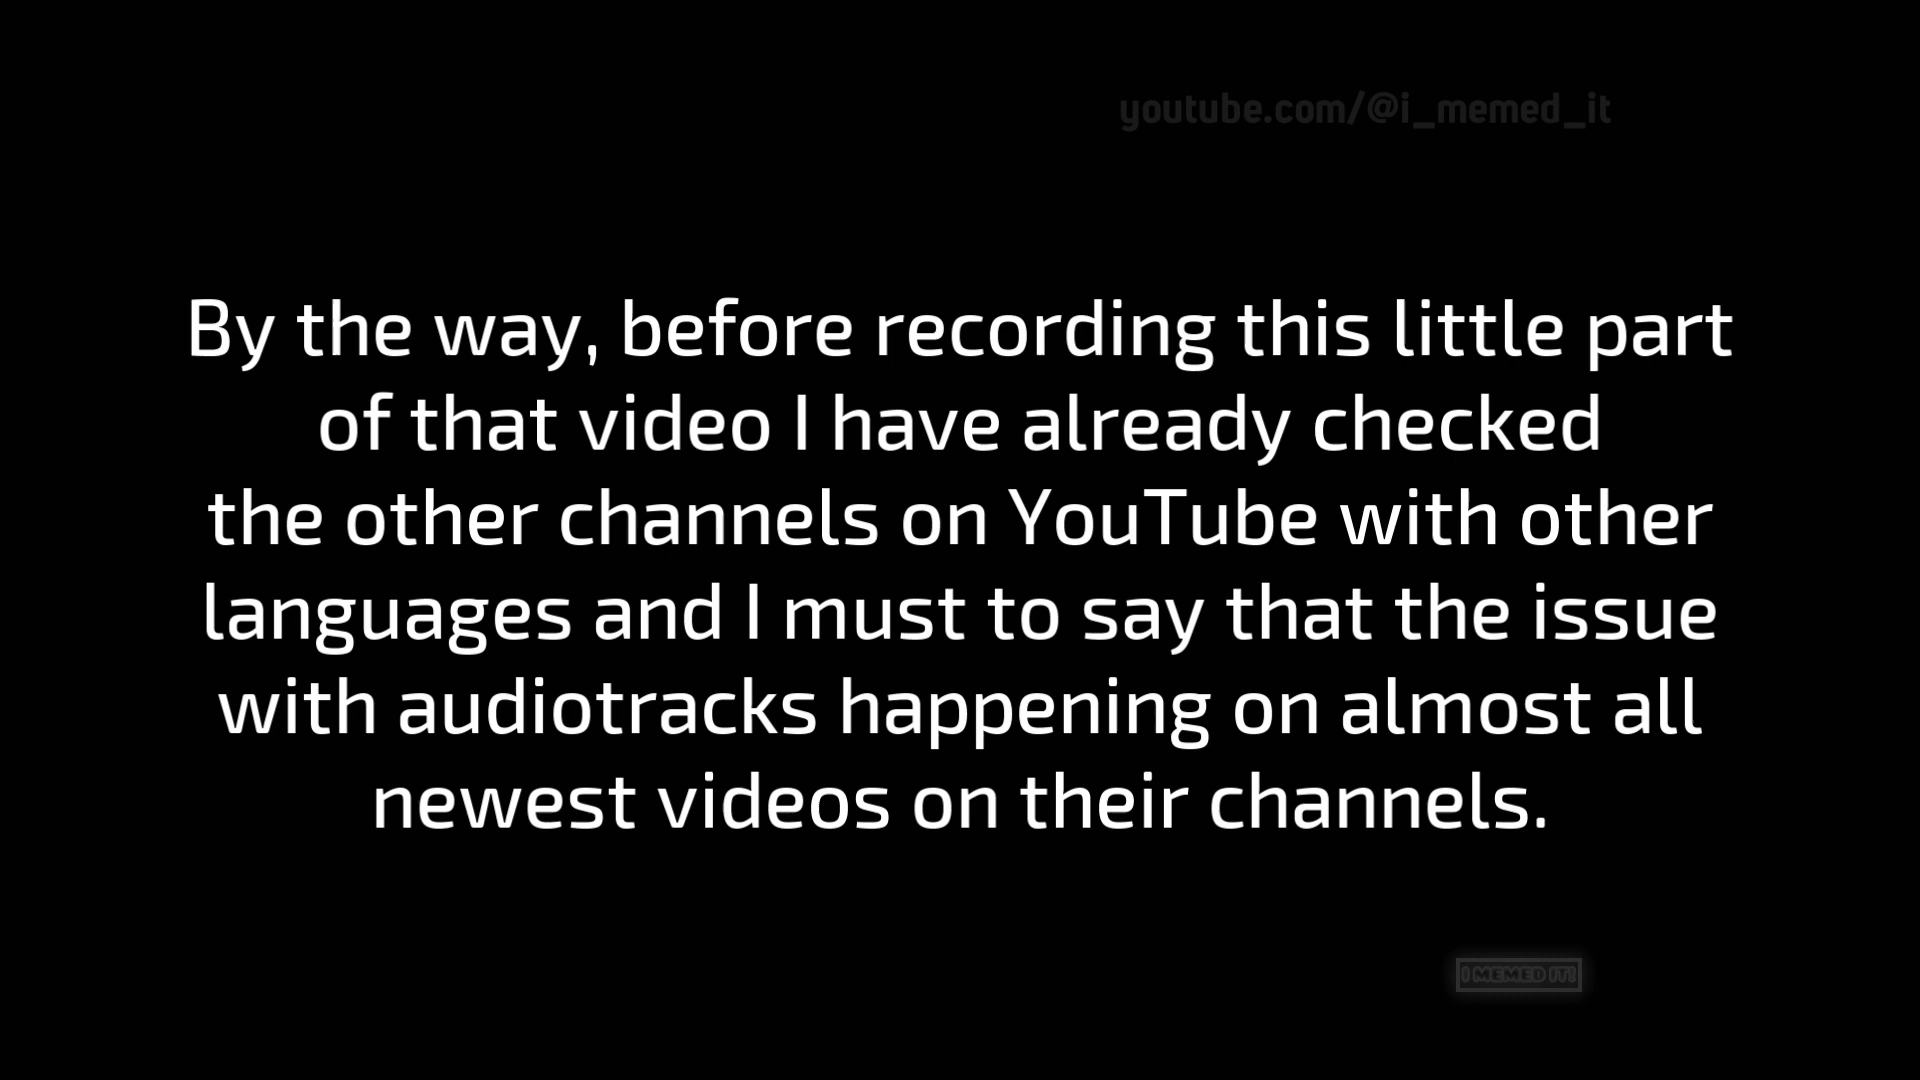 youtube.com/@i_memed_it
By the way, before recording this little part
of that video I have already checked
the other channels on YouTube with other
languages and I must to say that the issue
with audiotracks happening on almost all
newest videos on their channels.
I MEMED IT!